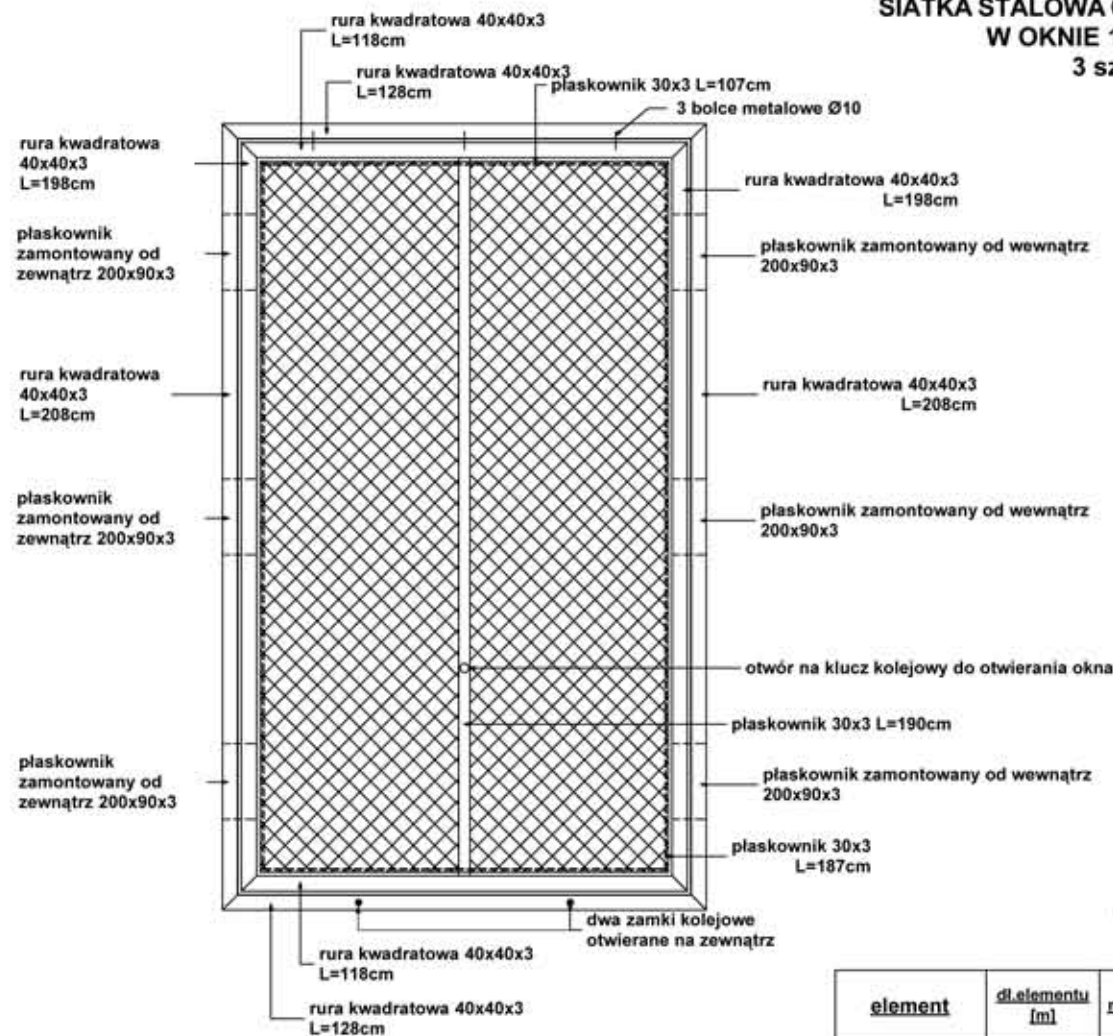 SIATKA STALOWA
W OKNIE
3
rura kwadratowa 40x40x3
L=118cm
rura kwadratowa 40x40x3
L=128cm
płaskownik 30x3 L=107cm
3 bolce metalowe Ø10
rura kwadratowa
40x40x3
L=198cm
rura kwadratowa 40x40x3
L=198cm
płaskownik
zamontowany od
zewnątrz 200x90x3
płaskownik zamontowany od wewnątrz
200x90x3
rura kwadratowa
40x40x3
L=208cm
rura kwadratowa 40x40x3
L=208cm
płaskownik
zamontowany od
zewnątrz 200x90x3
płaskownik zamontowany od wewnątrz
200x90x3
otwór na klucz kolejowy do otwierania okna
płaskownik 30x3 L=190cm
płaskownik
zamontowany od
zewnątrz 200x90x3
płaskownik zamontowany od wewnątrz
200x90x3
płaskownik 30x3
L=187cm
dwa zamki kolejowe
otwierane na zewnątrz
rura kwadratowa 40x40x3
L=118cm
rura kwadratowa 40x40x3
L=128cm
element
dł.elementu
[m]